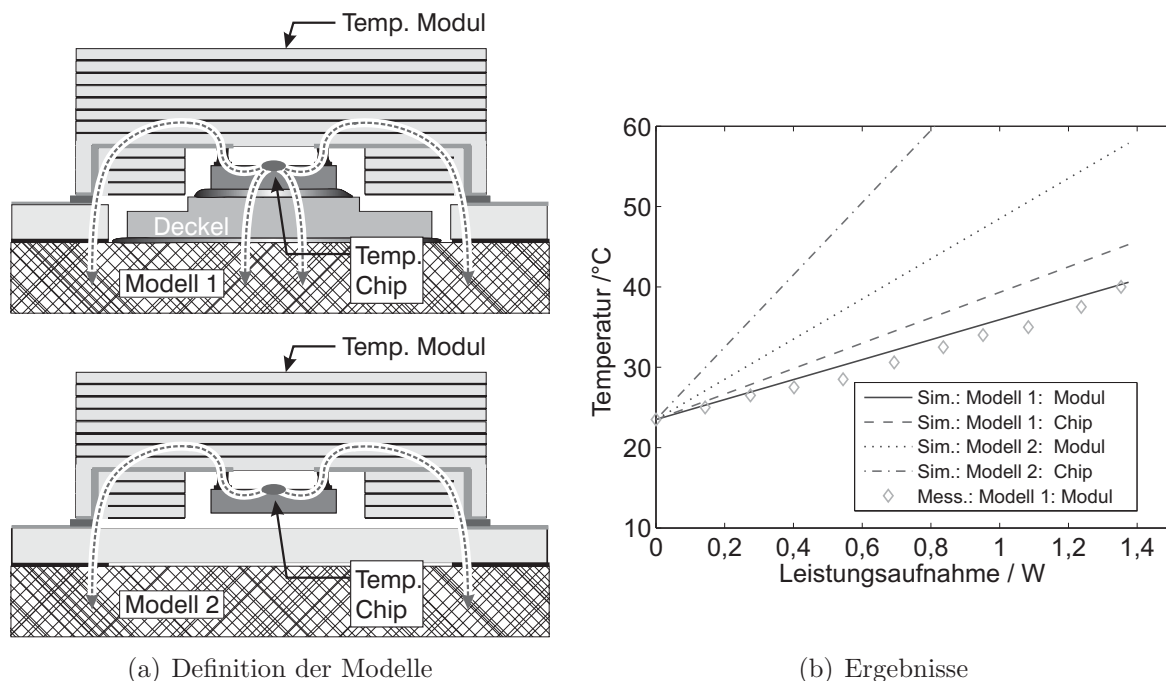 Temp. Modul
Deckel
Temp.
Chip
Modell 1
Temp. Modul
Temp.
Chip
Modell 2
(a) Definition der Modelle
Temperatur /°C
60
50
40
30
20
10
Sim.: Modell 1: Modul
Sim.: Modell 1: Chip
Sim.: Modell 2: Modul
Sim.: Modell 2: Chip
Mess.: Modell 1: Modul
0 0,2 0,4 0,6 0,8 1 1,2 1,4
Leistungsaufnahme / W
(b) Ergebnisse